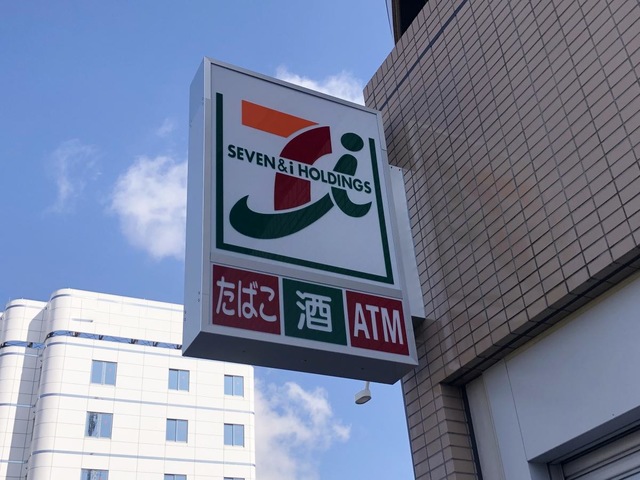 SEVEN & i HOLDINGS
たばこ 酒 ATM